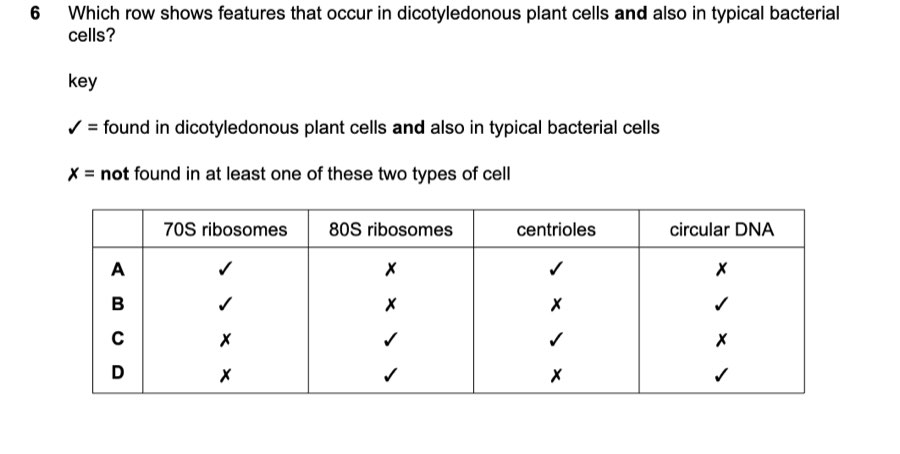 6 Which row shows features that occur in dicotyledonous plant cells and also in typical bacterial
cells?
key
✓ = found in dicotyledonous plant cells and also in typical bacterial cells
✗ = not found in at least one of these two types of cell
70S ribosomes 80S ribosomes centrioles circular DNA
A ✓ ✗ ✓ ✗
B ✓ ✗ ✗ ✓
C ✗ ✓ ✓ ✗
D ✗ ✓ ✗ ✓